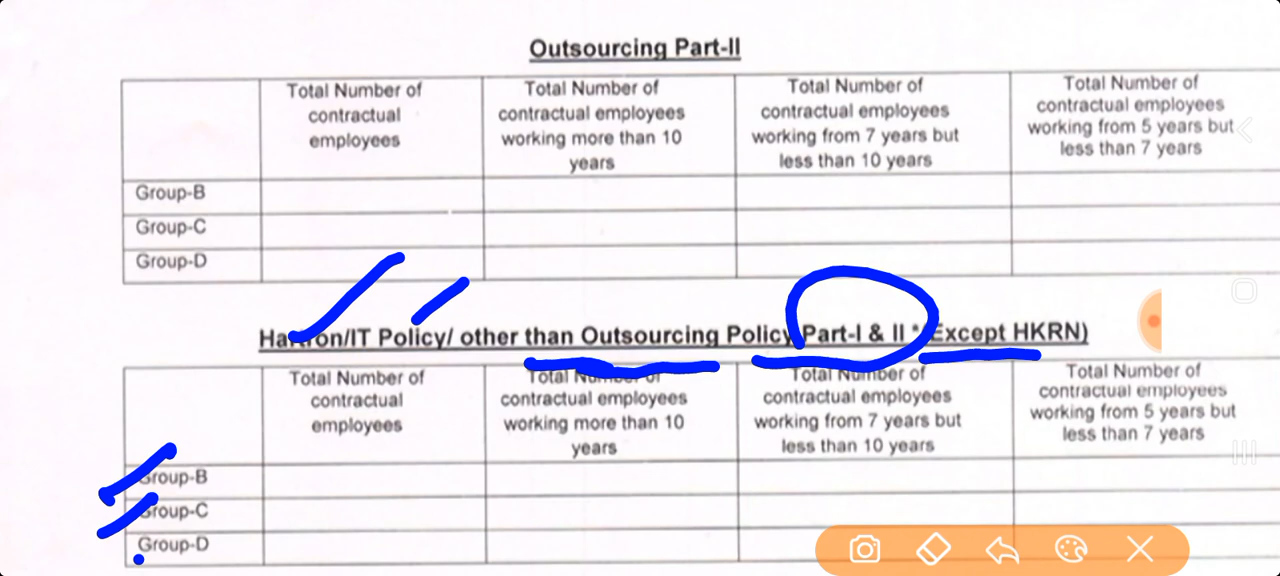 Outsourcing Part-II
Total Number of
contractual
employees
Total Number of
contractual employees
working more than 10
years
Total Number of
contractual employees
working from 7 years but
less than 10 years
Total Number of
contractual employees
working from 5 years but
less than 7 years
Group-B
Group-C
Group-D
Hartron/IT Policy/ other than Outsourcing Policy Part-I & II * Except HKRN)
Total Number of
contractual
employees
Total Number of
contractual employees
working more than 10
years
Total Number of
contractual employees
working from 7 years but
less than 10 years
Total Number of
contractual employees
working from 5 years but
less than 7 years
Group-B
Group-C
Group-D